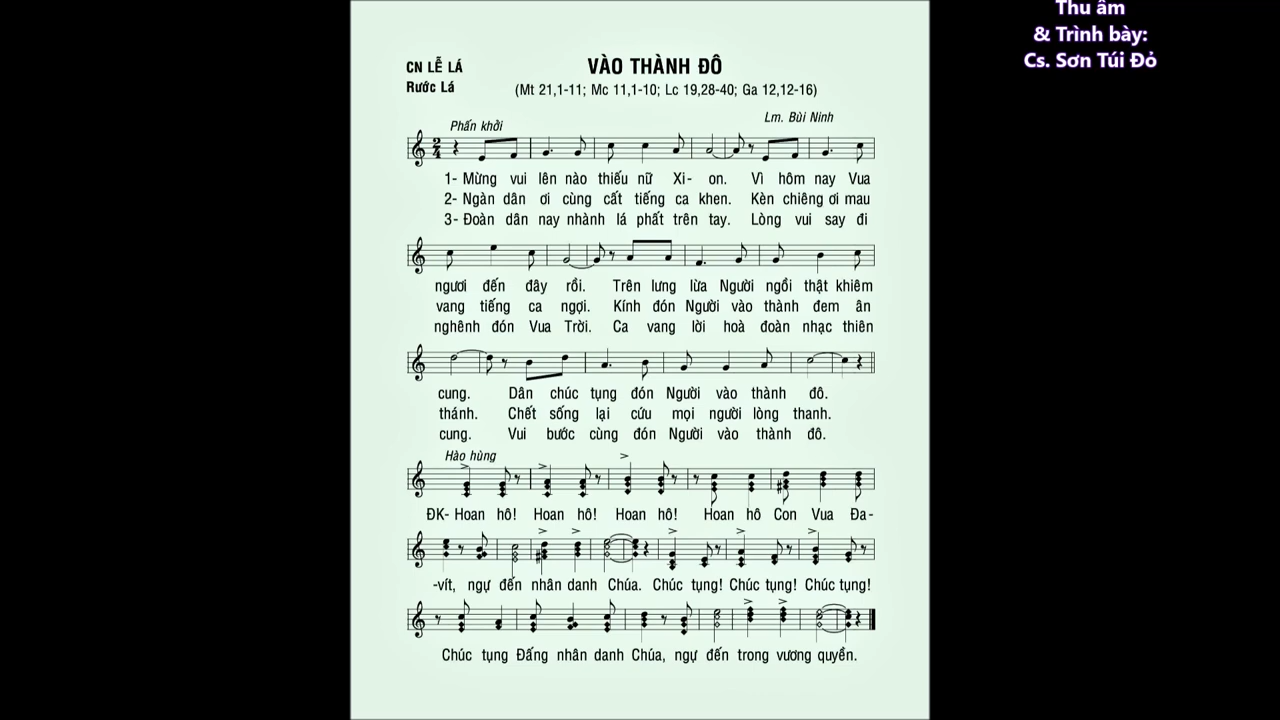 Thu âm
& Trình bày:
Cs. Sơn Túi Đỏ
CN LỄ LÁ
VÀO THÀNH ĐÔ
Rước Lá
(Mt 21,1-11; Mc 11,1-10; Lc 19,28-40; Ga 12,12-16)
Lm. Bùi Ninh
Phấn khởi
2
4
1- Mừng vui lên nào thiếu nữ Xi- on. Vì hôm nay Vua
2- Ngàn dân ơi cùng cất tiếng ca khen. Kèn chiêng ơi mau
3- Đoàn dân nay nhành lá phất trên tay. Lòng vui say đi
ngươi đến đây rồi. Trên lưng lừa Người ngồi thật khiêm
vang tiếng ca ngợi. Kính đón Người vào thành đem ân
nghênh đón Vua Trời. Ca vang lời hoà đoàn nhạc thiên
cung. Dân chúc tụng đón Người vào thành đô.
thánh. Chết sống lại cứu mọi người lòng thanh.
cung. Vui bước cùng đón Người vào thành đô.
Hào hùng
ĐK- Hoan hô! Hoan hô! Hoan hô! Hoan hô Con Vua Đa-
-vít, ngự đến nhân danh Chúa. Chúc tụng! Chúc tụng! Chúc tụng!
Chúc tụng Đấng nhân danh Chúa, ngự đến trong vương quyền.